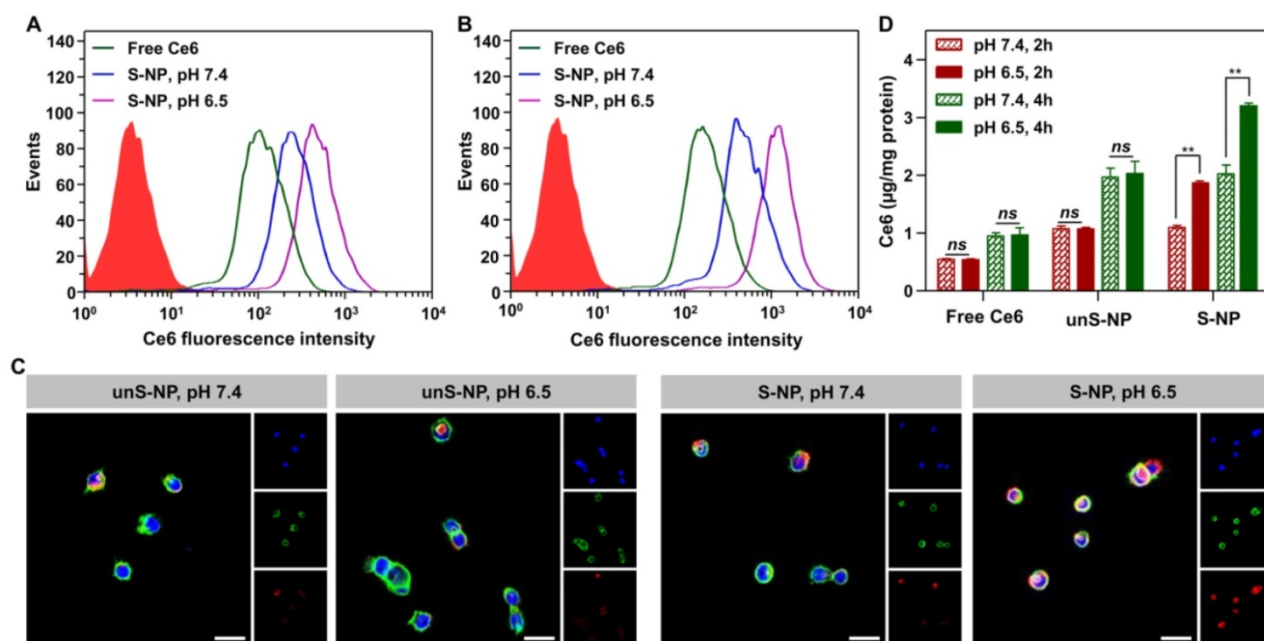 A
140
120
100
80
60
40
20
0
Events
Free Ce6
S-NP, pH 7.4
S-NP, pH 6.5
10⁰
10¹
10²
10³
10⁴
Ce6 fluorescence intensity
B
140
120
100
80
60
40
20
0
Events
Free Ce6
S-NP, pH 7.4
S-NP, pH 6.5
10⁰
10¹
10²
10³
10⁴
Ce6 fluorescence intensity
D
4
3
2
1
0
Ce6 (µg/mg protein)
pH 7.4, 2h
pH 6.5, 2h
pH 7.4, 4h
pH 6.5, 4h
ns
ns
ns
ns
**
**
Free Ce6
unS-NP
S-NP
C
unS-NP, pH 7.4
unS-NP, pH 6.5
S-NP, pH 7.4
S-NP, pH 6.5